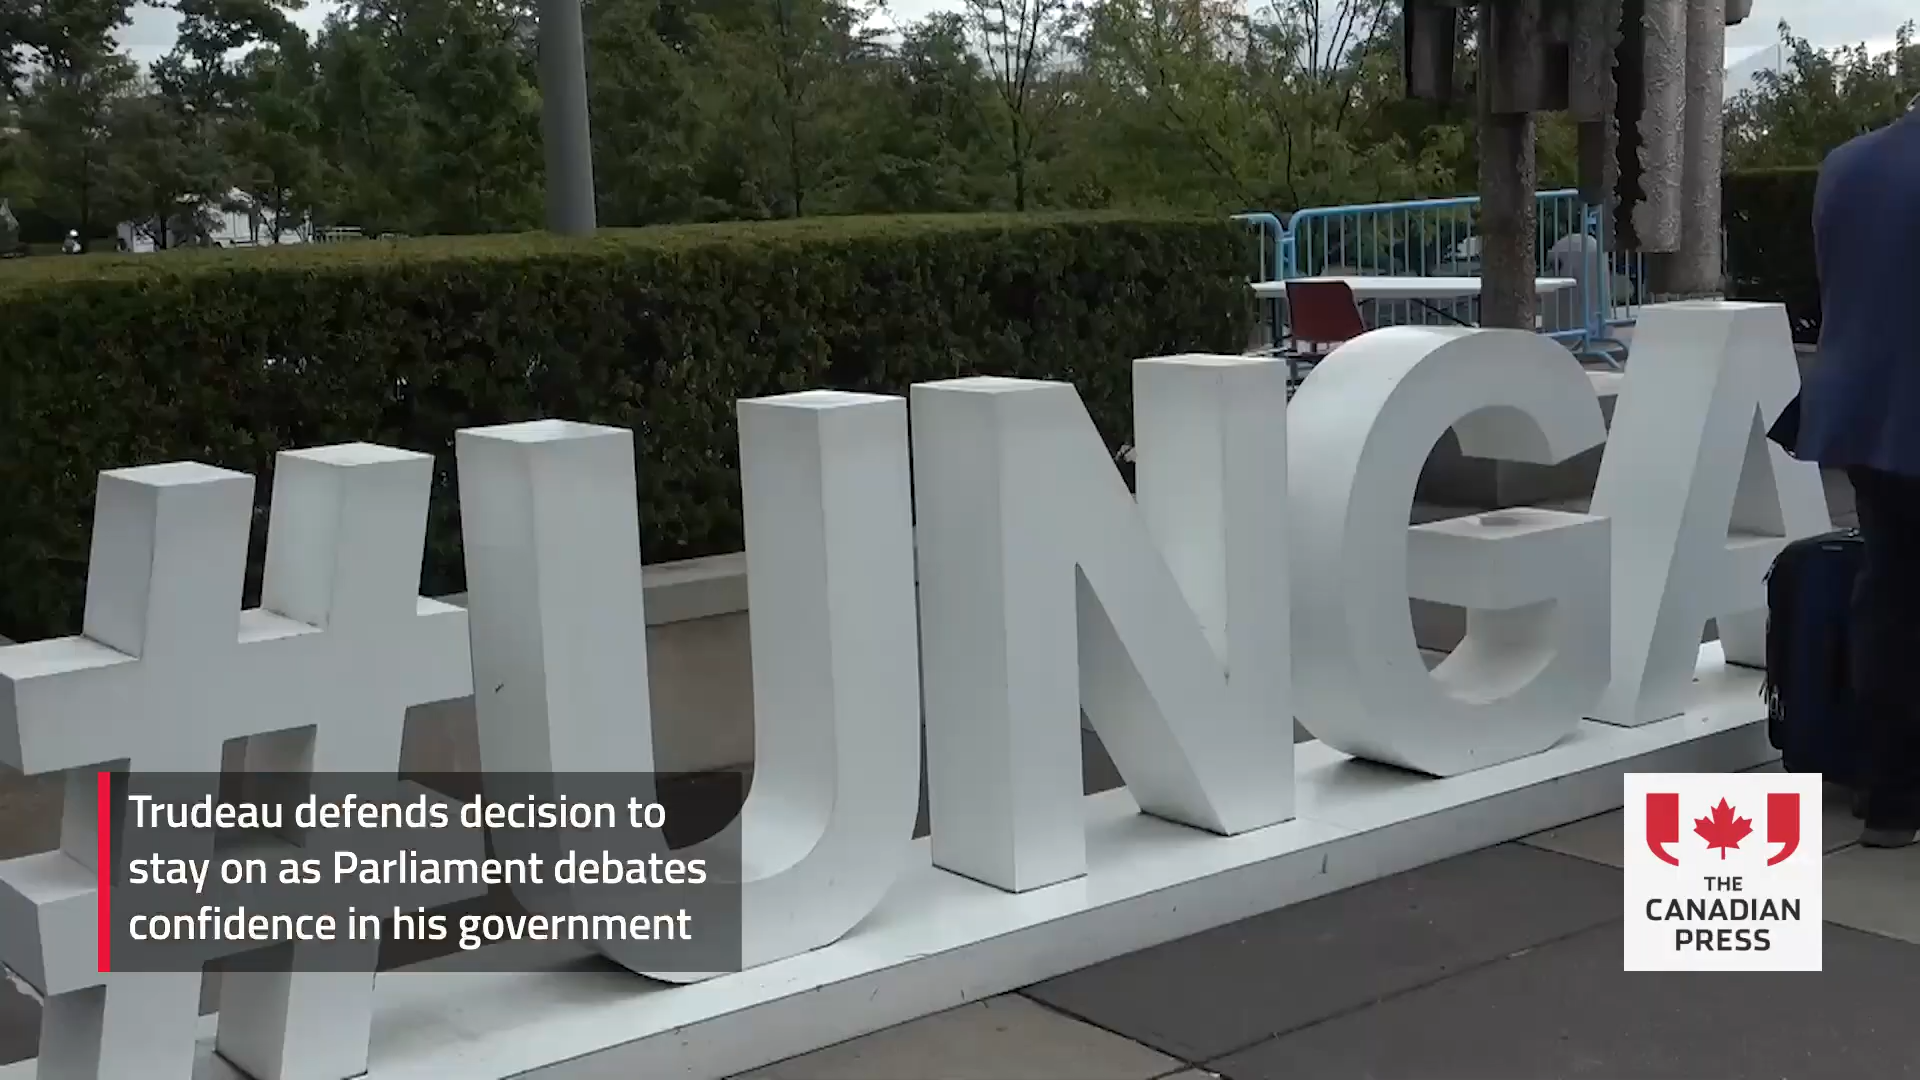 #UNGA
Trudeau defends decision to
stay on as Parliament debates
confidence in his government
THE
CANADIAN
PRESS